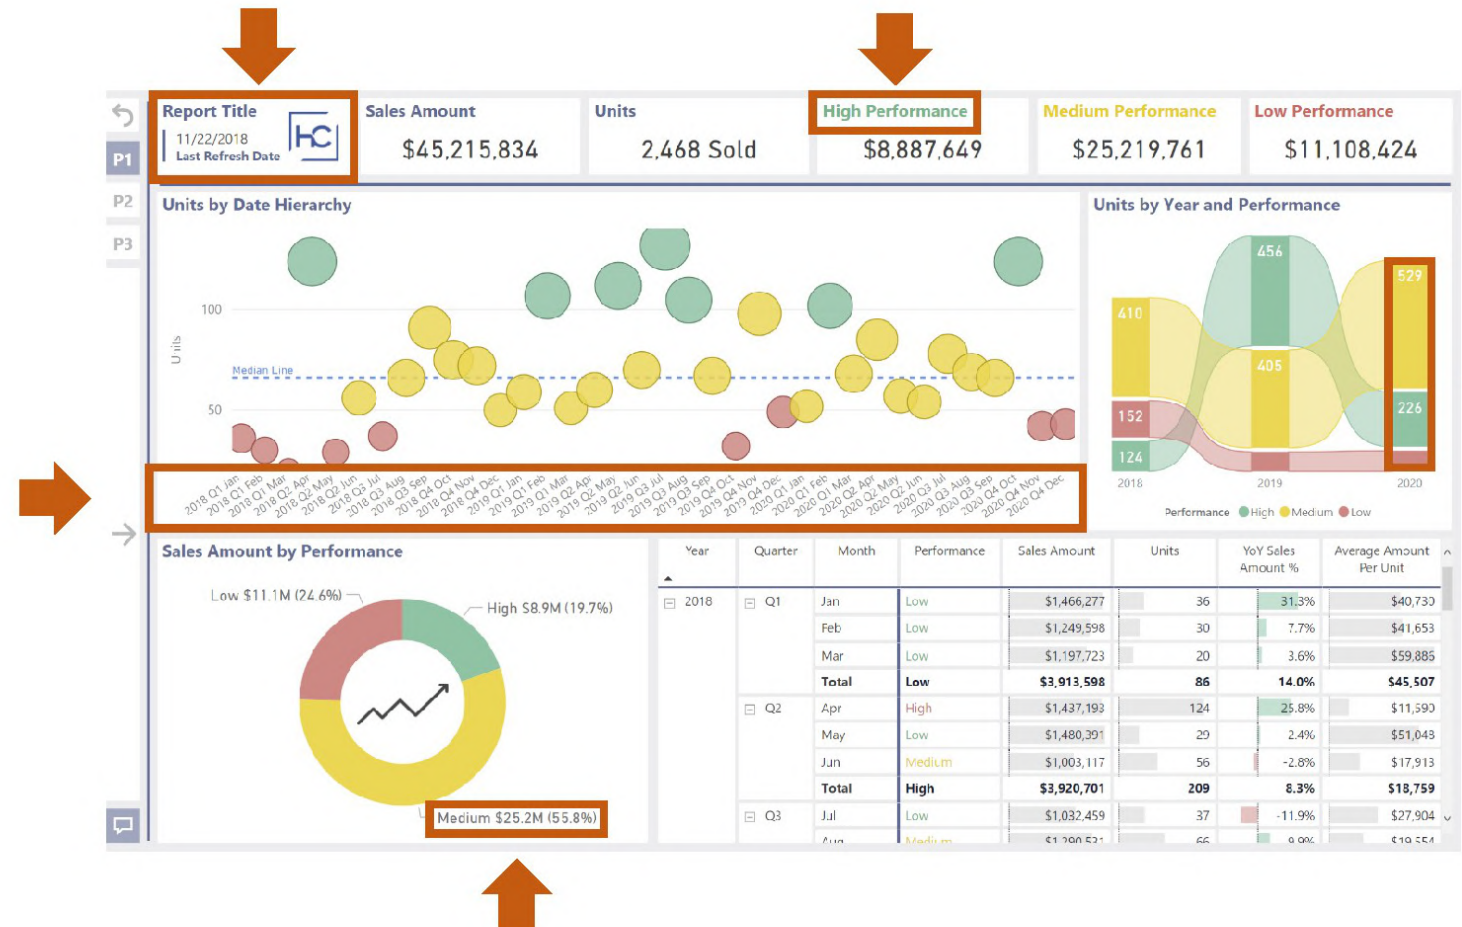 Report Title
11/22/2018
Last Refresh Date
HC
Sales Amount
$45,215,834
Units
2,468 Sold
High Performance
$8,887,649
Medium Performance
$25,219,761
Low Performance
$11,108,424
P1
P2
P3
Units by Date Hierarchy
Units
100
50
Median Line
2018 Q1 Jan
2018 Q1 Feb
2018 Q1 Mar
2018 Q2 Apr
2018 Q2 May
2018 Q2 Jun
2018 Q3 Jul
2018 Q3 Aug
2018 Q3 Sep
2018 Q4 Oct
2018 Q4 Nov
2018 Q4 Dec
2019 Q1 Jan
2019 Q1 Feb
2019 Q1 Mar
2019 Q2 Apr
2019 Q2 May
2019 Q2 Jun
2019 Q3 Jul
2019 Q3 Aug
2019 Q3 Sep
2019 Q4 Oct
2019 Q4 Nov
2019 Q4 Dec
2020 Q1 Jan
2020 Q1 Feb
2020 Q1 Mar
2020 Q2 Apr
2020 Q2 May
2020 Q2 Jun
2020 Q3 Jul
2020 Q3 Aug
2020 Q3 Sep
2020 Q4 Oct
2020 Q4 Nov
2020 Q4 Dec
Units by Year and Performance
456
529
410
405
152
226
124
2018 2019 2020
Performance High Medium Low
Sales Amount by Performance
Low $11.1M (24.6%)
High $8.9M (19.7%)
Medium $25.2M (55.8%)
Year Quarter Month Performance Sales Amount Units YoY Sales Amount % Average Amount Per Unit
2018 Q1 Jan Low $1,466,277 36 31.3% $40,730
Feb Low $1,249,598 30 7.7% $41,653
Mar Low $1,197,723 20 3.6% $59,886
Total Low $3,913,598 86 14.0% $45,507
Q2 Apr High $1,437,193 124 25.8% $11,590
May Low $1,480,391 29 2.4% $51,048
Jun Medium $1,003,117 56 -2.8% $17,913
Total High $3,920,701 209 8.3% $18,759
Q3 Jul Low $1,032,459 37 -11.9% $27,904
Aug Medium $1,290,531 66 9.9% $19,554